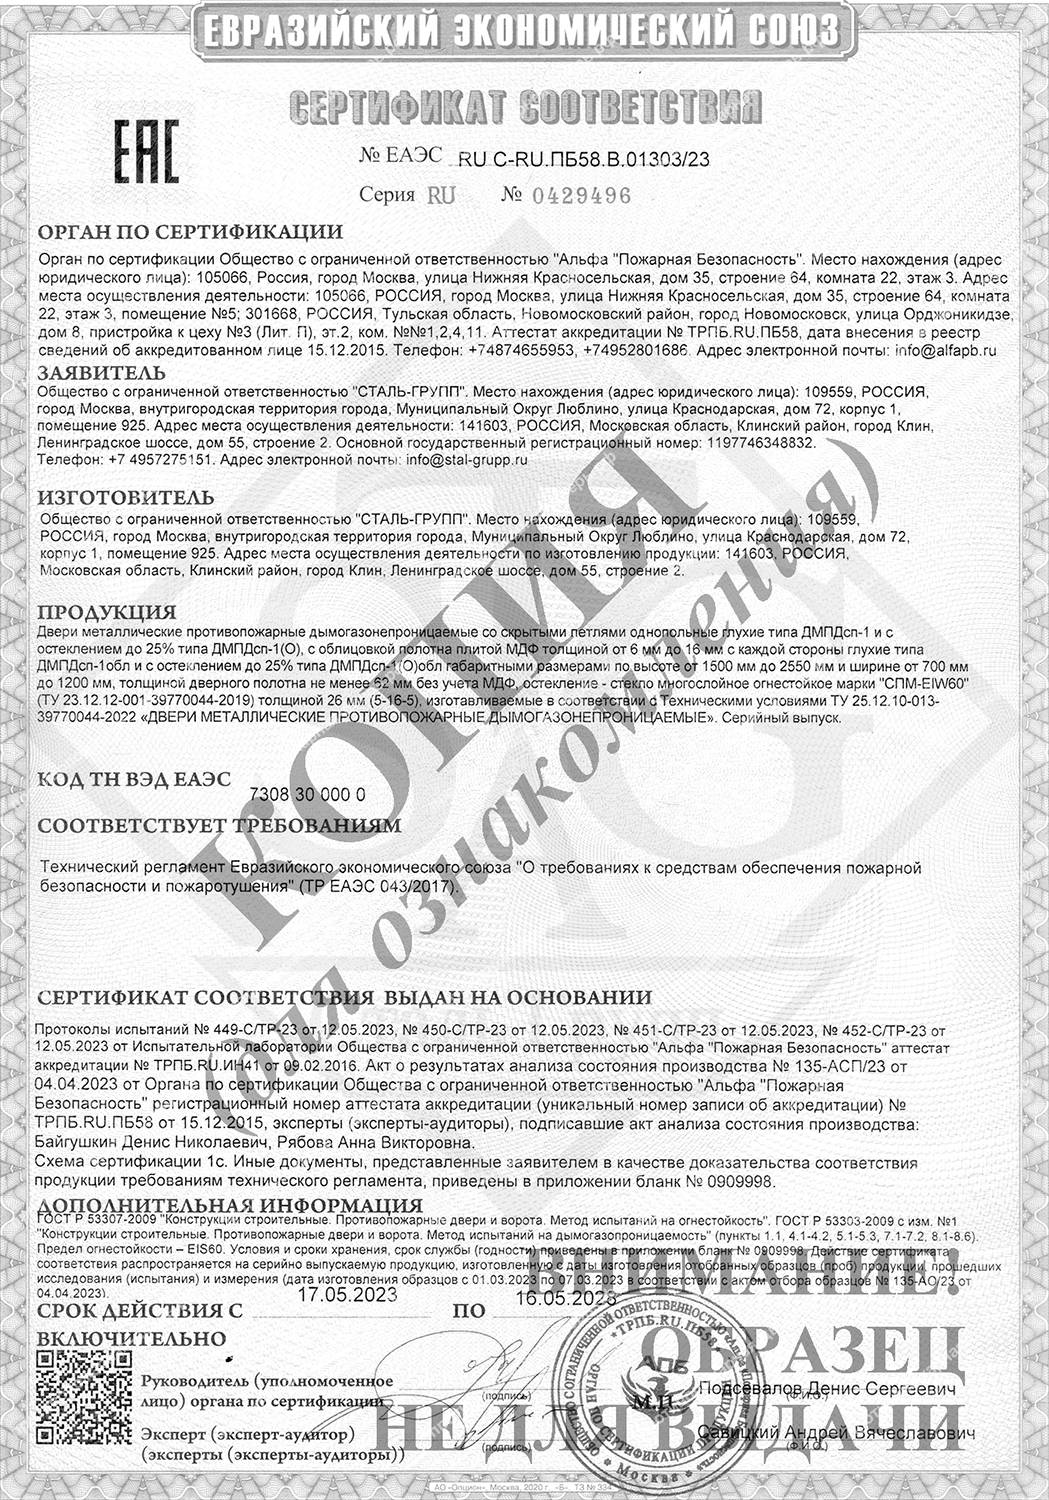 ЕВРАЗИЙСКИЙ ЭКОНОМИЧЕСКИЙ СОЮЗ
СЕРТИФИКАТ СООТВЕТСТВИЯ
ЕАС
№ ЕАЭС RU C-RU.ПБ58.В.01303/23
Серия RU № 0429496
ОРГАН ПО СЕРТИФИКАЦИИ
Орган по сертификации Общество с ограниченной ответственностью "Альфа "Пожарная Безопасность". Место нахождения (адрес
юридического лица): 105066, Россия, город Москва, улица Нижняя Красносельская, дом 35, строение 64, комната 22, этаж 3. Адрес
места осуществления деятельности: 105066, РОССИЯ, город Москва, улица Нижняя Красносельская, дом 35, строение 64, комната
22, этаж 3, помещение №5; 301668, РОССИЯ, Тульская область, Новомосковский район, город Новомосковск, улица Орджоникидзе,
дом 8, пристройка к цеху №3 (Лит. П), эт.2, ком. №№1,2,4,11. Аттестат аккредитации № ТРПБ.RU.ПБ58, дата внесения в реестр
сведений об аккредитованном лице 15.12.2015. Телефон: +74874655953, +74952801686. Адрес электронной почты: info@alfapb.ru
ЗАЯВИТЕЛЬ
Общество с ограниченной ответственностью "СТАЛЬ-ГРУПП". Место нахождения (адрес юридического лица): 109559, РОССИЯ,
город Москва, внутригородская территория города, Муниципальный Округ Люблино, улица Краснодарская, дом 72, корпус 1,
помещение 925. Адрес места осуществления деятельности: 141603, РОССИЯ, Московская область, Клинский район, город Клин,
Ленинградское шоссе, дом 55, строение 2. Основной государственный регистрационный номер: 1197746348832.
Телефон: +7 4957275151. Адрес электронной почты: info@stal-grupp.ru
ИЗГОТОВИТЕЛЬ
Общество с ограниченной ответственностью "СТАЛЬ-ГРУПП". Место нахождения (адрес юридического лица): 109559,
РОССИЯ, город Москва, внутригородская территория города, Муниципальный Округ Люблино, улица Краснодарская, дом 72,
корпус 1, помещение 925. Адрес места осуществления деятельности по изготовлению продукции: 141603, РОССИЯ,
Московская область, Клинский район, город Клин, Ленинградское шоссе, дом 55, строение 2.
ПРОДУКЦИЯ
Двери металлические противопожарные дымогазонепроницаемые со скрытыми петлями однопольные глухие типа ДМПДсп-1 и с
остеклением до 25% типа ДМПДсп-1(О), с облицовкой полотна плитой МДФ толщиной от 6 мм до 16 мм с каждой стороны глухие типа
ДМПДсп-1обл и с остеклением до 25% типа ДМПДсп-1(О)обл габаритными размерами по высоте от 1500 мм до 2550 мм и ширине от 700 мм
до 1200 мм, толщиной дверного полотна не менее 62 мм без учета МДФ, остекление - стекло многослойное огнестойкое марки "СПМ-EIW60"
(ТУ 23.12.12-001-39770044-2019) толщиной 26 мм (5-16-5), изготавливаемые в соответствии с Техническими условиями ТУ 25.12.10-013-
39770044-2022 «ДВЕРИ МЕТАЛЛИЧЕСКИЕ ПРОТИВОПОЖАРНЫЕ ДЫМОГАЗОНЕПРОНИЦАЕМЫЕ». Серийный выпуск.
КОД ТН ВЭД ЕАЭС
7308 30 000 0
СООТВЕТСТВУЕТ ТРЕБОВАНИЯМ
Технический регламент Евразийского экономического союза "О требованиях к средствам обеспечения пожарной
безопасности и пожаротушения" (ТР ЕАЭС 043/2017).
КОПИЯ
(для ознакомления)
СЕРТИФИКАТ СООТВЕТСТВИЯ ВЫДАН НА ОСНОВАНИИ
Протоколы испытаний № 449-С/ТР-23 от 12.05.2023, № 450-С/ТР-23 от 12.05.2023, № 451-С/ТР-23 от 12.05.2023, № 452-С/ТР-23 от
12.05.2023 от Испытательной лаборатории Общества с ограниченной ответственностью "Альфа "Пожарная Безопасность" аттестат
аккредитации № ТРПБ.RU.ИН41 от 09.02.2016. Акт о результатах анализа состояния производства № 135-АСП/23 от
04.04.2023 от Органа по сертификации Общества с ограниченной ответственностью "Альфа "Пожарная
Безопасность" регистрационный номер аттестата аккредитации (уникальный номер записи об аккредитации) №
ТРПБ.RU.ПБ58 от 15.12.2015, эксперты (эксперты-аудиторы), подписавшие акт анализа состояния производства:
Байгушкин Денис Николаевич, Рябова Анна Викторовна.
Схема сертификации 1с. Иные документы, представленные заявителем в качестве доказательства соответствия
продукции требованиям технического регламента, приведены в приложении бланк № 0909998.
ДОПОЛНИТЕЛЬНАЯ ИНФОРМАЦИЯ
ГОСТ Р 53307-2009 "Конструкции строительные. Противопожарные двери и ворота. Метод испытаний на огнестойкость". ГОСТ Р 53303-2009 с изм. №1
"Конструкции строительные. Противопожарные двери и ворота. Метод испытаний на дымогазопроницаемость" (пункты 1.1, 4.1-4.2, 5.1-5.3, 7.1-7.2, 8.1-8.6).
Предел огнестойкости – EIS60. Условия и сроки хранения, срок службы (годности) приведены в приложении бланк № 0909998. Действие сертификата
соответствия распространяется на серийно выпускаемую продукцию, изготовленную с даты изготовления отобранных образцов (проб) продукции, прошедших
исследования (испытания) и измерения (дата изготовления образцов с 01.03.2023 по 07.03.2023 в соответствии с актом отбора образцов № 135-АО/23 от
04.04.2023).
ВНИМАНИЕ!
СРОК ДЕЙСТВИЯ С 17.05.2023 ПО 16.05.2028
ВКЛЮЧИТЕЛЬНО
ОБРАЗЕЦ
НЕ ДЛЯ ВЫДАЧИ
Руководитель (уполномоченное
лицо) органа по сертификации
(подпись)
М.П.
Подсевалов Денис Сергеевич
(Ф.И.О.)
Эксперт (эксперт-аудитор)
(эксперты (эксперты-аудиторы))
(подпись)
Савицкий Андрей Вячеславович
(Ф.И.О.)
ТРПБ.RU.ПБ58
АПБ
Москва
АО «Опцион», Москва, 2020 г. «Б». ТЗ № 334